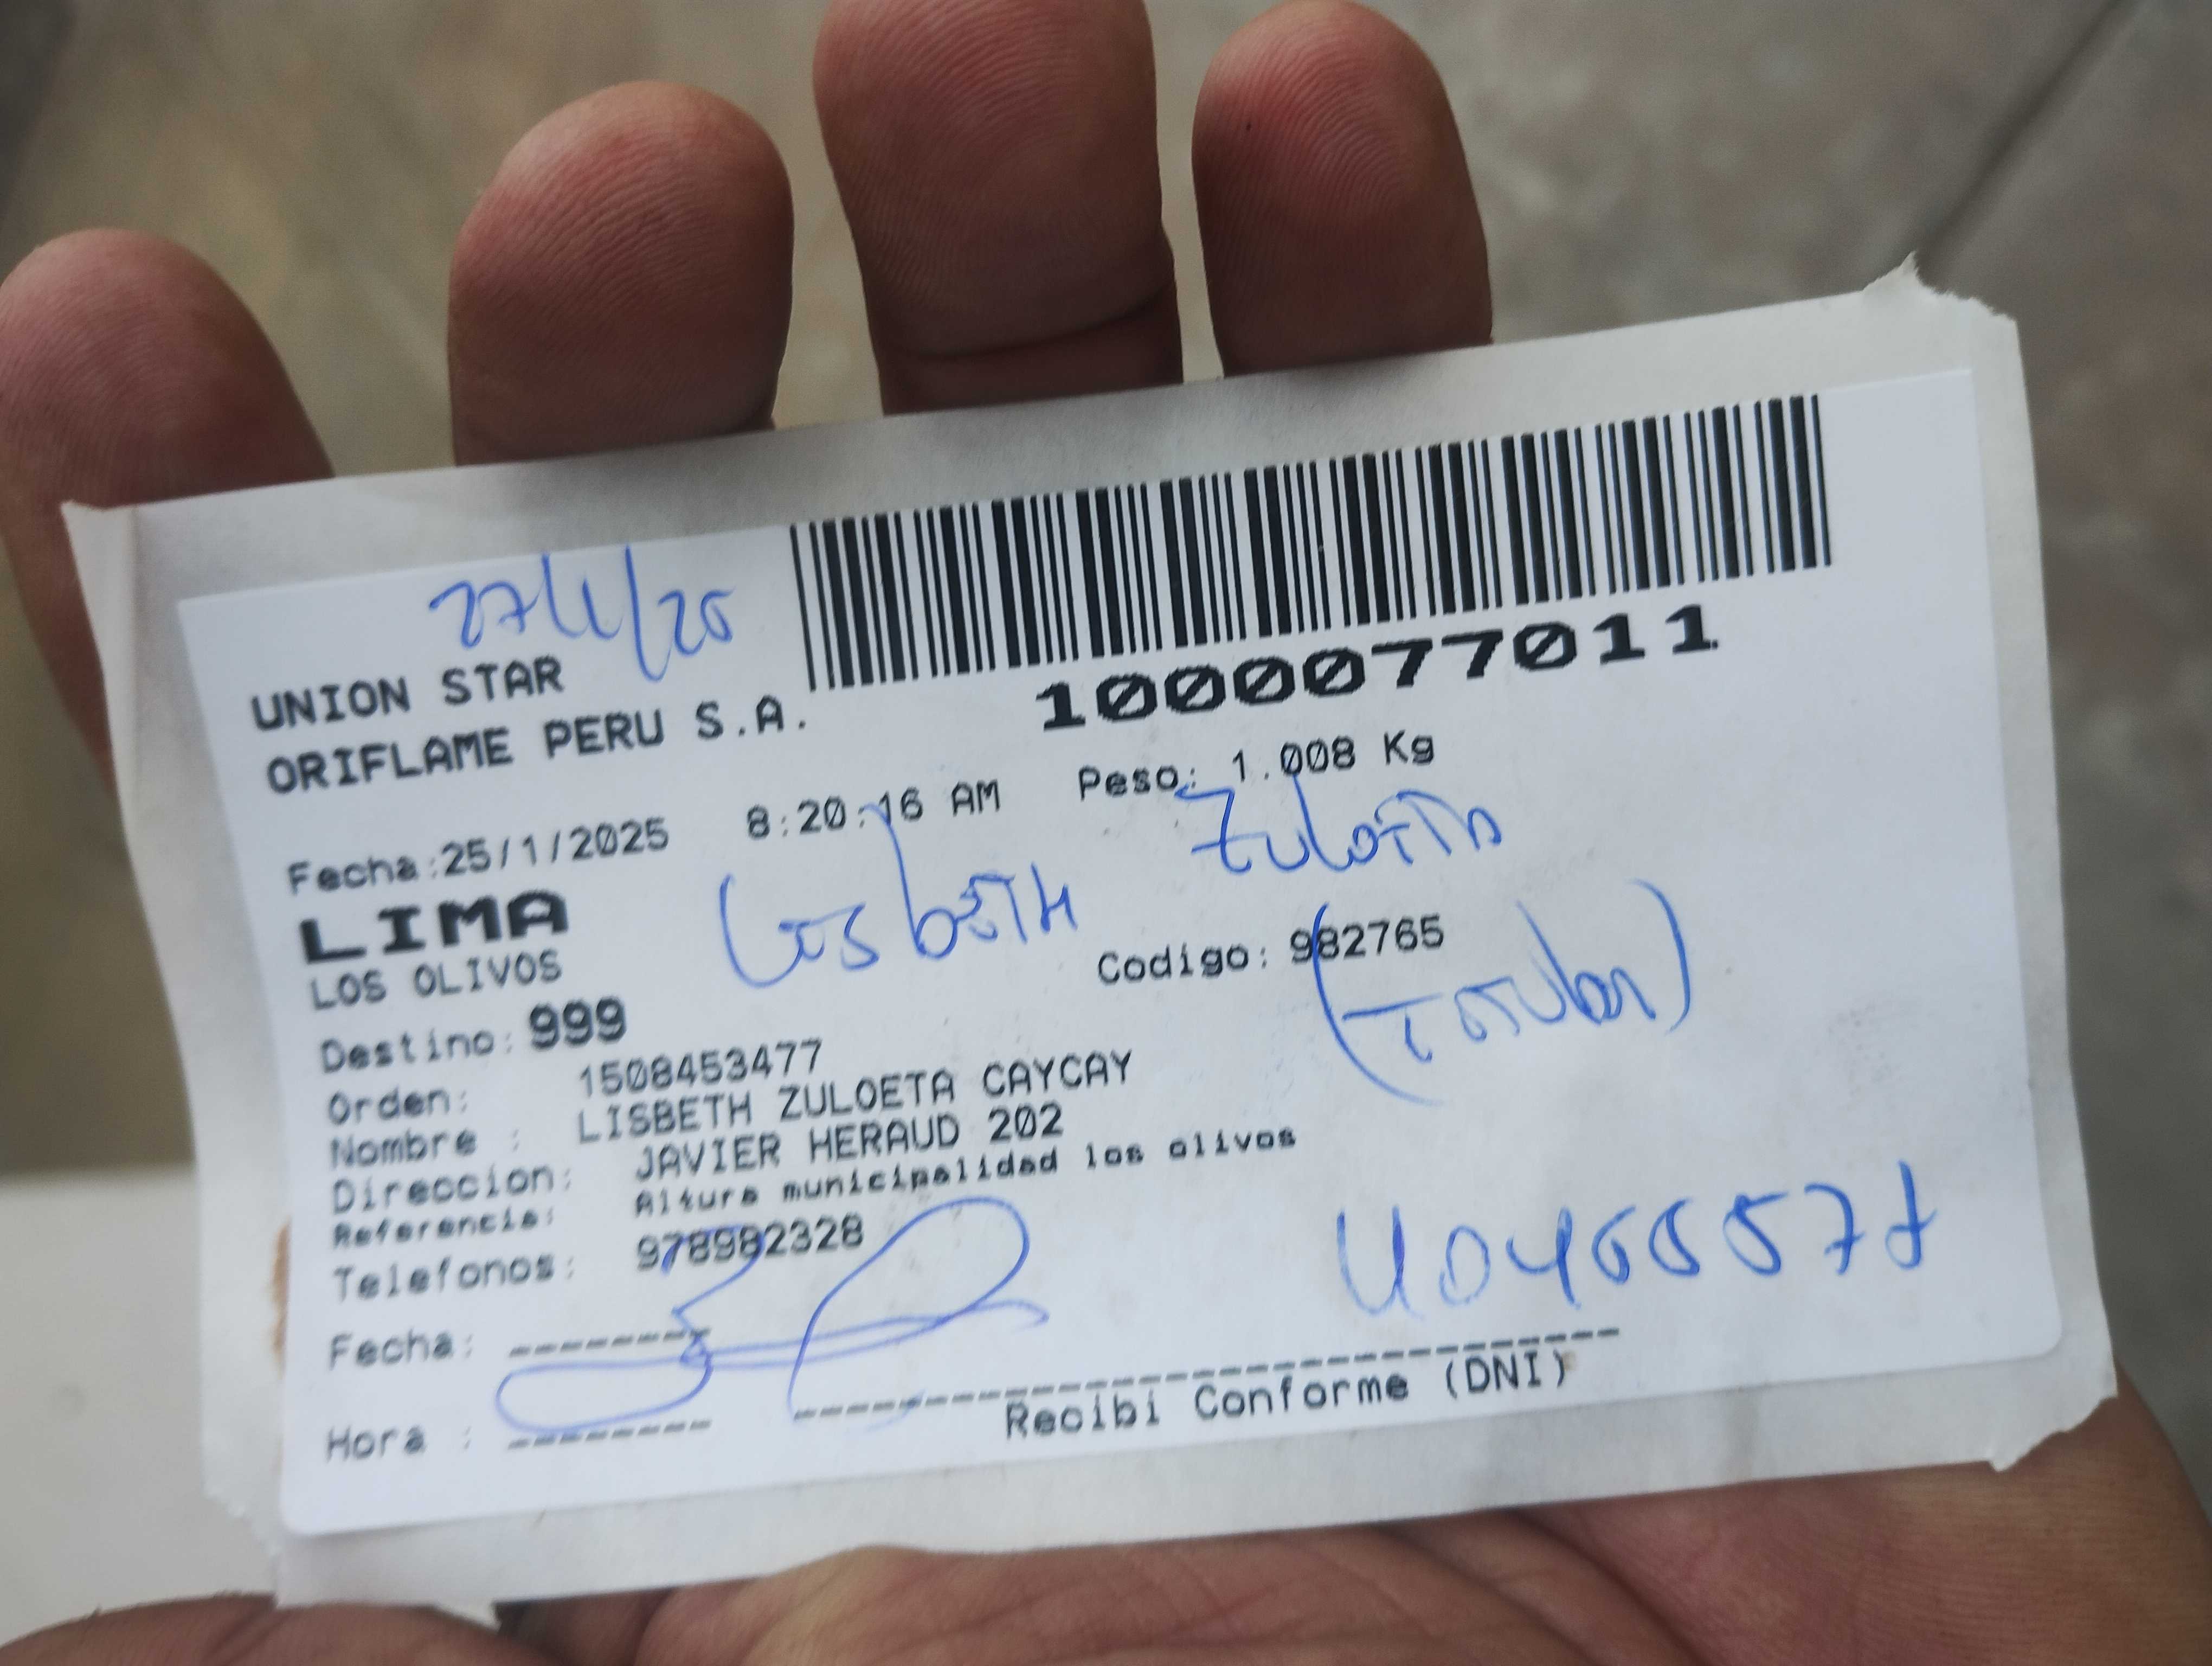 27/1/25
UNION STAR
ORIFLAME PERU S.A.
1000077011
Fecha:25/1/2025 8:20:16 AM Peso: 1.008 Kg
Lisbeth Zuloeta
LIMA
LOS OLIVOS
Codigo: 982765
(Titular)
Destino: 999
Orden: 1508453477
Nombre : LISBETH ZULOETA CAYCAY
Direccion: JAVIER HERAUD 202
Referencia: Altura municipalidad los olivos
Telefonos: 978982328
Fecha: --------
Hora : --------
Recibi Conforme (DNI)